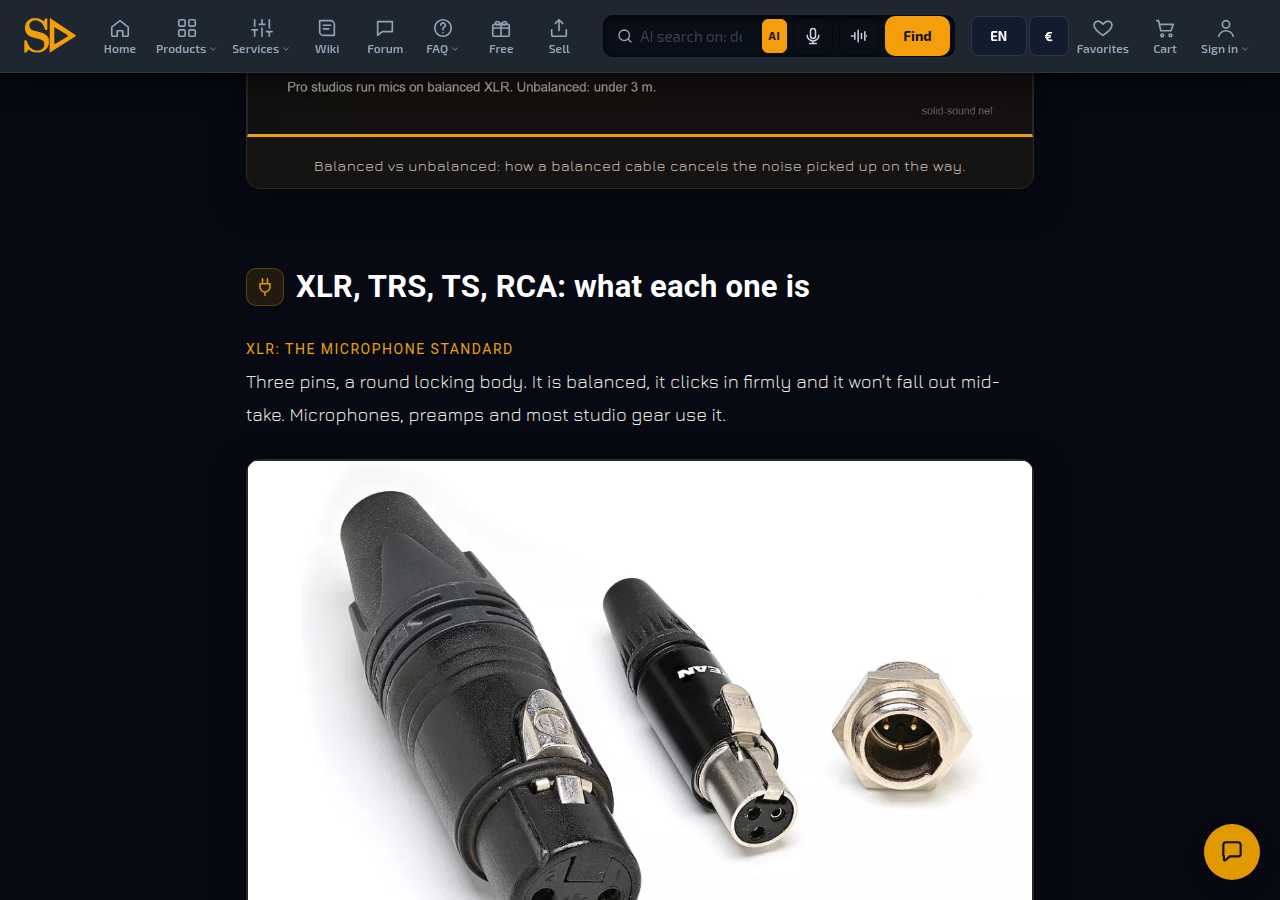 Home
Products
Services
Wiki
Forum
FAQ
Free
Sell
AI search on: d
AI
Find
EN
€
Favorites
Cart
Sign in
Pro studios run mics on balanced XLR. Unbalanced: under 3 m.
solid-sound.net
Balanced vs unbalanced: how a balanced cable cancels the noise picked up on the way.
XLR, TRS, TS, RCA: what each one is
XLR: THE MICROPHONE STANDARD
Three pins, a round locking body. It is balanced, it clicks in firmly and it won’t fall out mid-
take. Microphones, preamps and most studio gear use it.